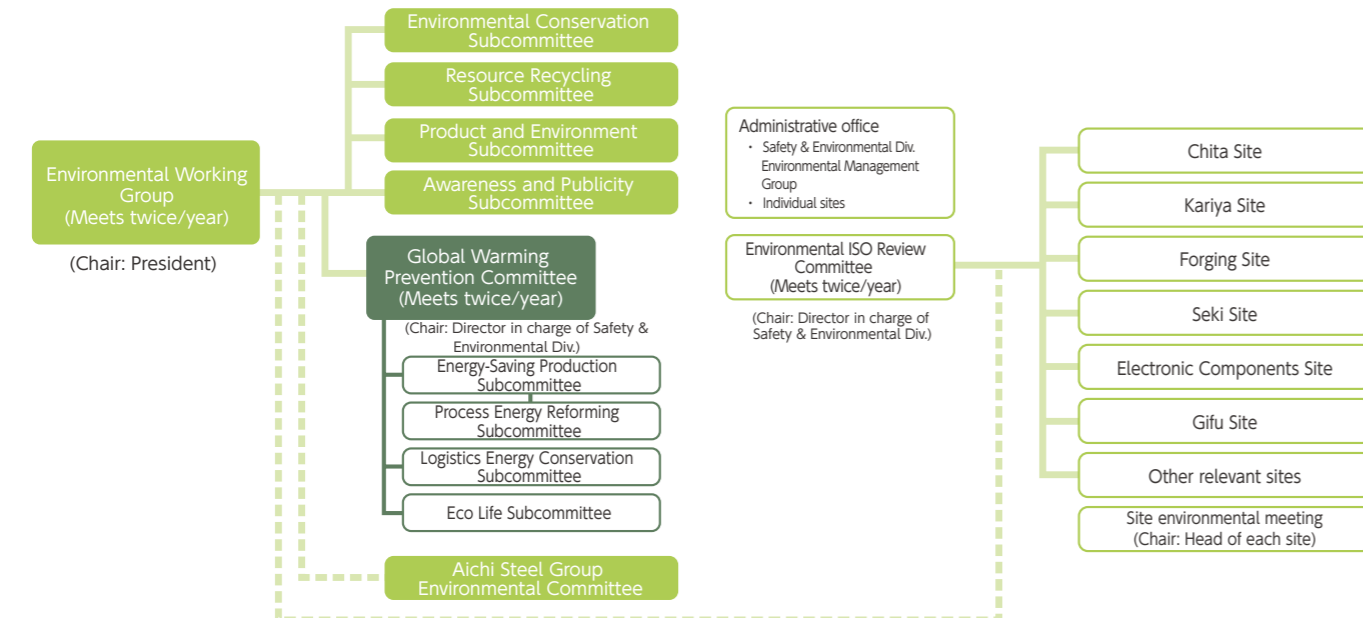 Environmental Working
Group
(Meets twice/year)
(Chair: President)
Environmental Conservation
Subcommittee
Resource Recycling
Subcommittee
Product and Environment
Subcommittee
Awareness and Publicity
Subcommittee
Global Warming
Prevention Committee
(Meets twice/year)
(Chair: Director in charge of Safety &
Environmental Div.)
Energy-Saving Production
Subcommittee
Process Energy Reforming
Subcommittee
Logistics Energy Conservation
Subcommittee
Eco Life Subcommittee
Aichi Steel Group
Environmental Committee
Administrative office
・ Safety & Environmental Div.
Environmental Management
Group
・ Individual sites
Environmental ISO Review
Committee
(Meets twice/year)
(Chair: Director in charge of
Safety & Environmental Div.)
Chita Site
Kariya Site
Forging Site
Seki Site
Electronic Components Site
Gifu Site
Other relevant sites
Site environmental meeting
(Chair: Head of each site)